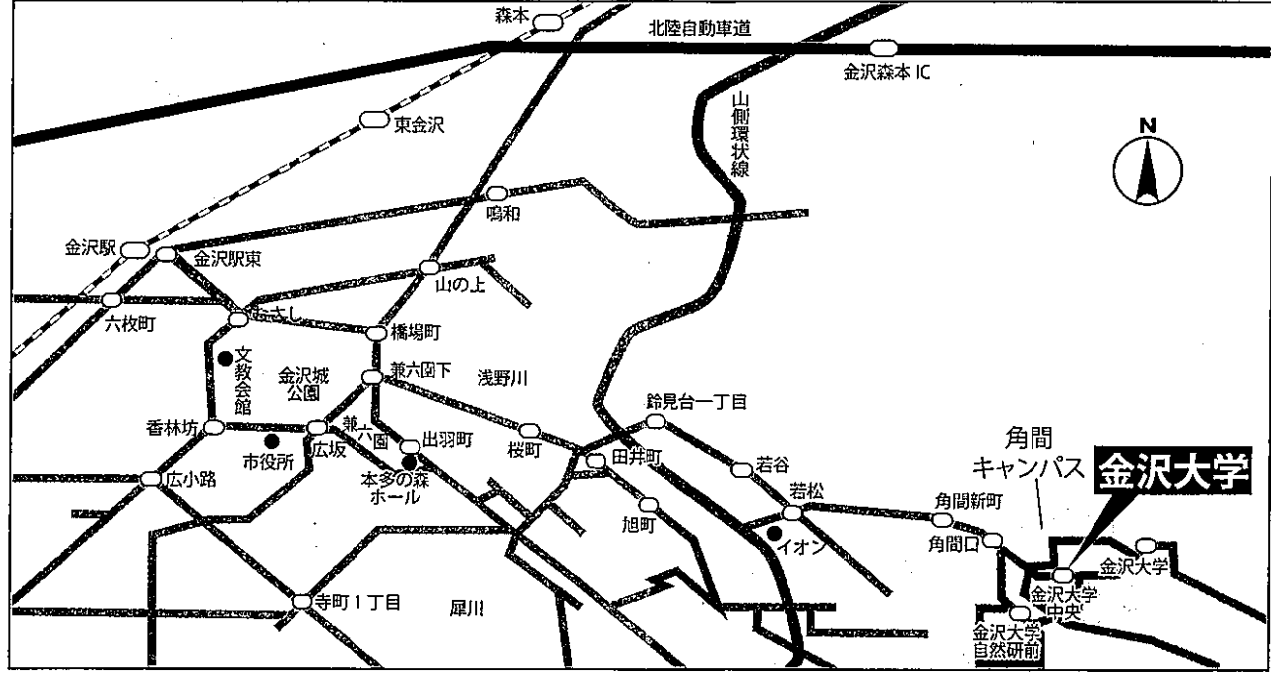 森本
北陸自動車道
金沢森本 IC
山側環状線
東金沢
N
鳴和
金沢駅
金沢駅東
山の上
六枚町
むさし
橋場町
文教会館
金沢城
公園
兼六園下
浅野川
鈴見台一丁目
香林坊
広坂
兼六園
出羽町
桜町
田井町
若谷
角間
キャンパス
金沢大学
市役所
本多の森
ホール
広小路
旭町
若松
角間新町
イオン
角間口
金沢大学
金沢大学
中央
寺町1丁目
犀川
金沢大学
自然研前